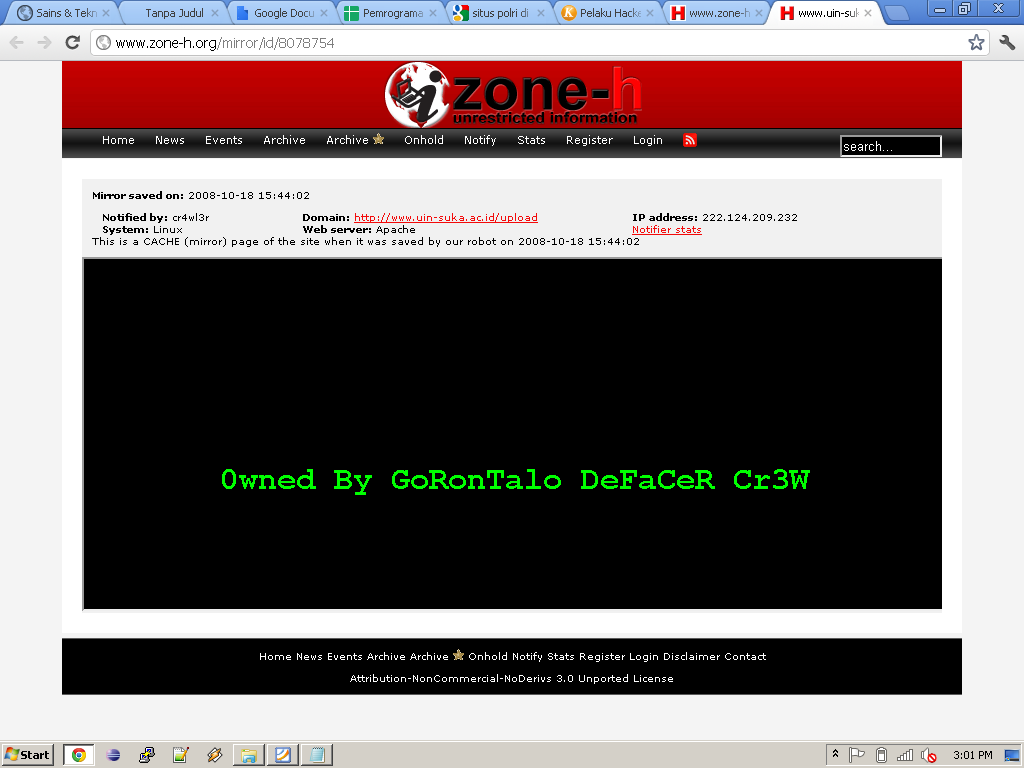 Sains & Tekn
Tanpa Judul
Google Docu
Pemrograma
situs polri di
Pelaku Hack
www.zone-h
www.uin-suk
www.zone-h.org/mirror/id/8078754
zone-h
unrestricted information
Home News Events Archive Archive Onhold Notify Stats Register Login
search...
Mirror saved on: 2008-10-18 15:44:02
Notified by: cr4wl3r Domain: http://www.uin-suka.ac.id/upload IP address: 222.124.209.232
System: Linux Web server: Apache Notifier stats
This is a CACHE (mirror) page of the site when it was saved by our robot on 2008-10-18 15:44:02
0wned By GoRonTalo DeFaCeR Cr3W
Home News Events Archive Archive Onhold Notify Stats Register Login Disclaimer Contact
Attribution-NonCommercial-NoDerivs 3.0 Unported License
Start
3:01 PM